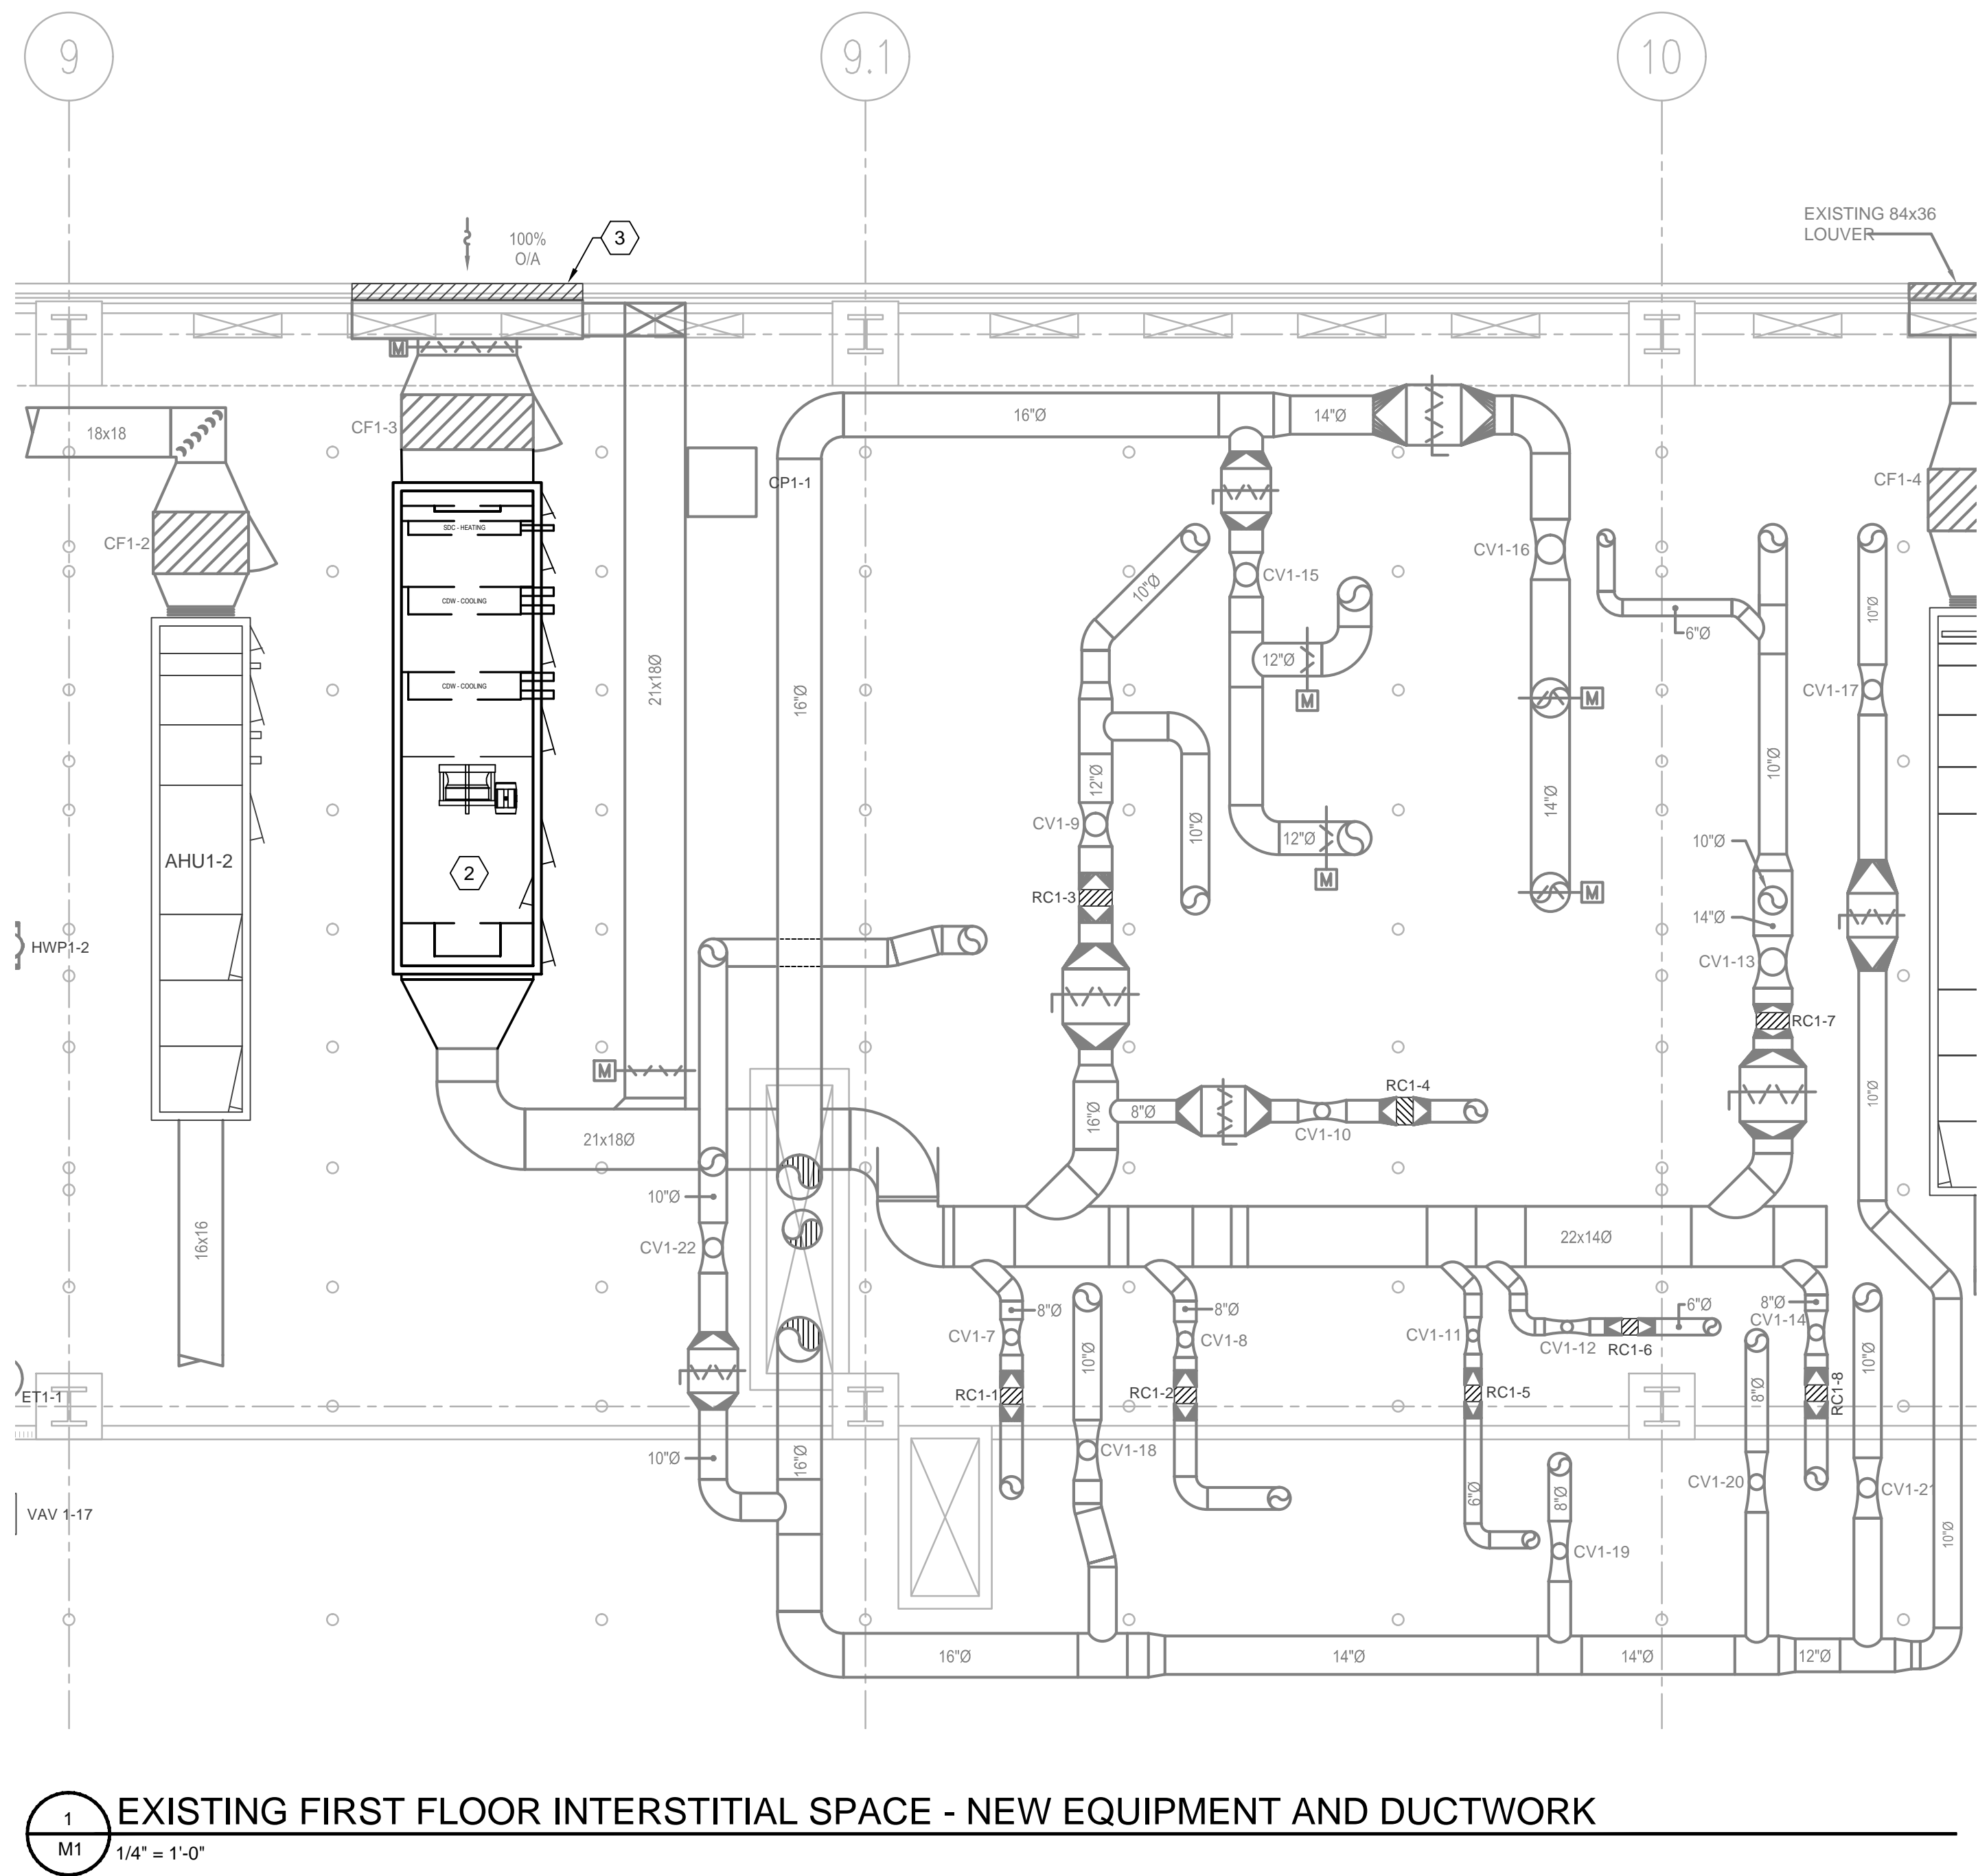 9
9.1
10
100%
O/A
3
EXISTING 84x36
LOUVER
M
18x18
CF1-3
16"Ø
14"Ø
CP1-1
CF1-4
CF1-2
SDC - HEATING
CV1-16
10"Ø
CV1-15
CDW - COOLING
10"Ø
6"Ø
12"Ø
CDW - COOLING
21x18Ø
16"Ø
M
M
CV1-17
12"Ø
10"Ø
14"Ø
CV1-9
10"Ø
12"Ø
10"Ø
AHU1-2
2
M
RC1-3
M
14"Ø
HWP1-2
CV1-13
RC1-7
M
RC1-4
8"Ø
16"Ø
10"Ø
CV1-10
21x18Ø
10"Ø
16x16
CV1-22
22x14Ø
8"Ø
8"Ø
6"Ø
8"Ø
CV1-7
CV1-8
CV1-11
CV1-14
CV1-12
RC1-6
10"Ø
10"Ø
8"Ø
ET1-1
RC1-1
RC1-2
RC1-5
RC1-8
10"Ø
16"Ø
CV1-18
CV1-20
CV1-21
6"Ø
8"Ø
VAV 1-17
CV1-19
10"Ø
16"Ø
14"Ø
14"Ø
12"Ø
1
M1
EXISTING FIRST FLOOR INTERSTITIAL SPACE - NEW EQUIPMENT AND DUCTWORK
1/4" = 1'-0"